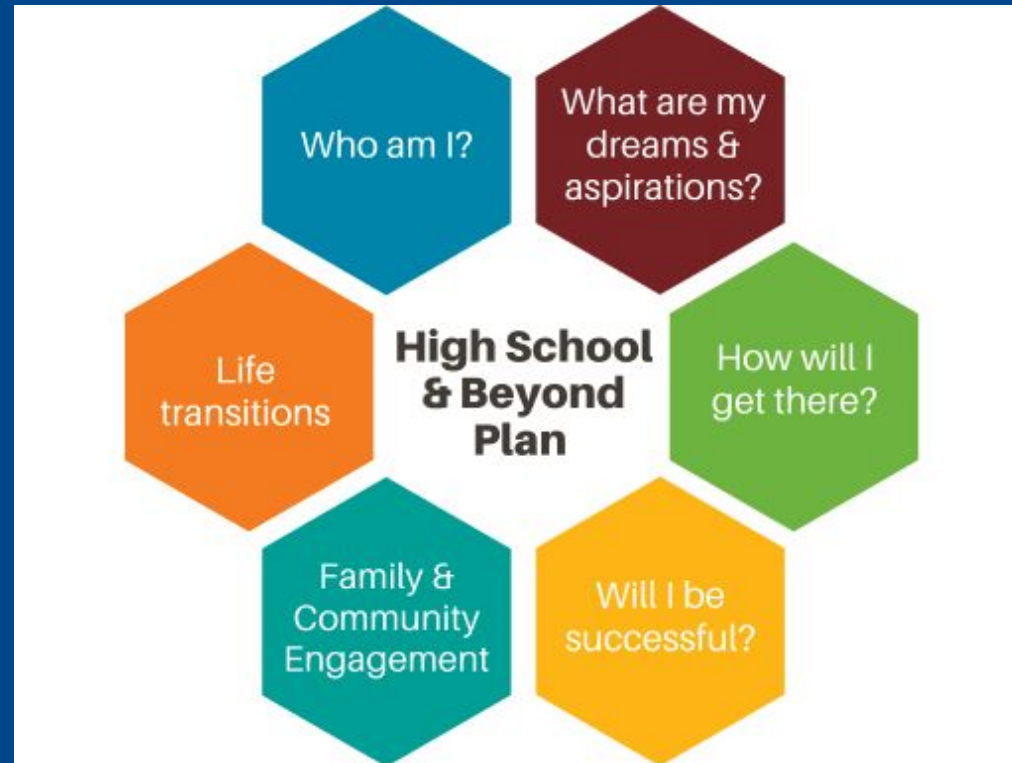 Who am I?
What are my
dreams &
aspirations?
Life
transitions
High School
& Beyond
Plan
How will I
get there?
Family &
Community
Engagement
Will I be
successful?